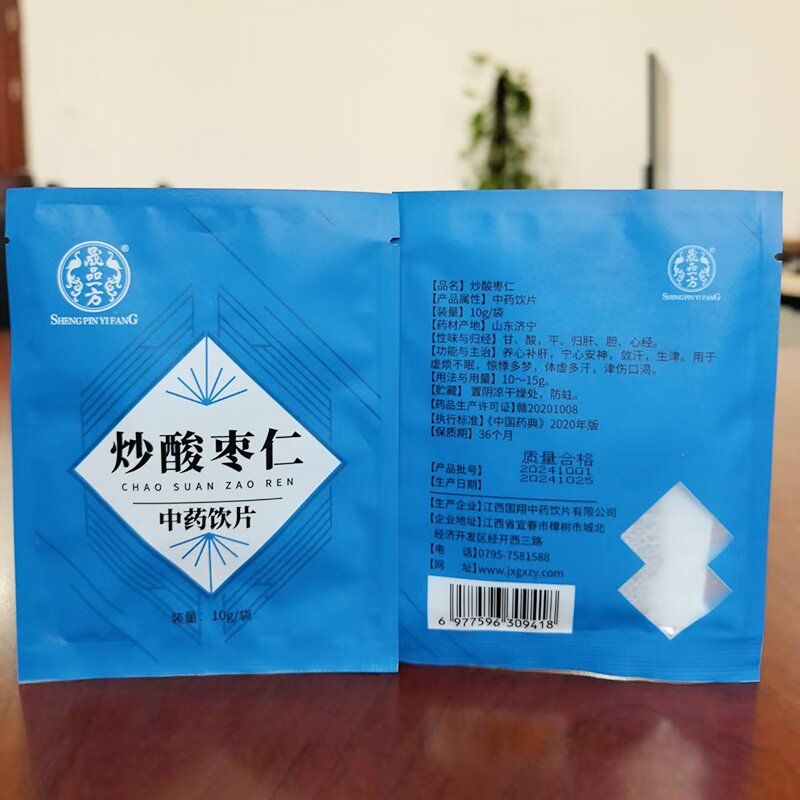 晟品一方
®
SHENG PIN YI FANG
炒酸枣仁
CHAO SUAN ZAO REN
中药饮片
装量：10g/袋
晟品一方
®
SHENG PIN YI FANG
【品名】炒酸枣仁
【产品属性】中药饮片
【装量】10g/袋
【药材产地】山东济宁
【性味与归经】甘、酸，平。归肝、胆、心经。
【功能与主治】养心补肝，宁心安神，敛汗，生津。用于
虚烦不眠，惊悸多梦，体虚多汗，津伤口渴。
【用法与用量】10～15g。
【贮藏】置阴凉干燥处，防蛀。
【药品生产许可证】赣20201008
【执行标准】《中国药典》2020年版
【保质期】36个月
质量合格
【产品批号】20241001
【生产日期】20241025
【生产企业】江西国翔中药饮片有限公司
【企业地址】江西省宜春市樟树市城北
经济开发区经开西三路
【电 话】0795-7581588
【网 址】www.jxgxzy.com
6 977596 309418